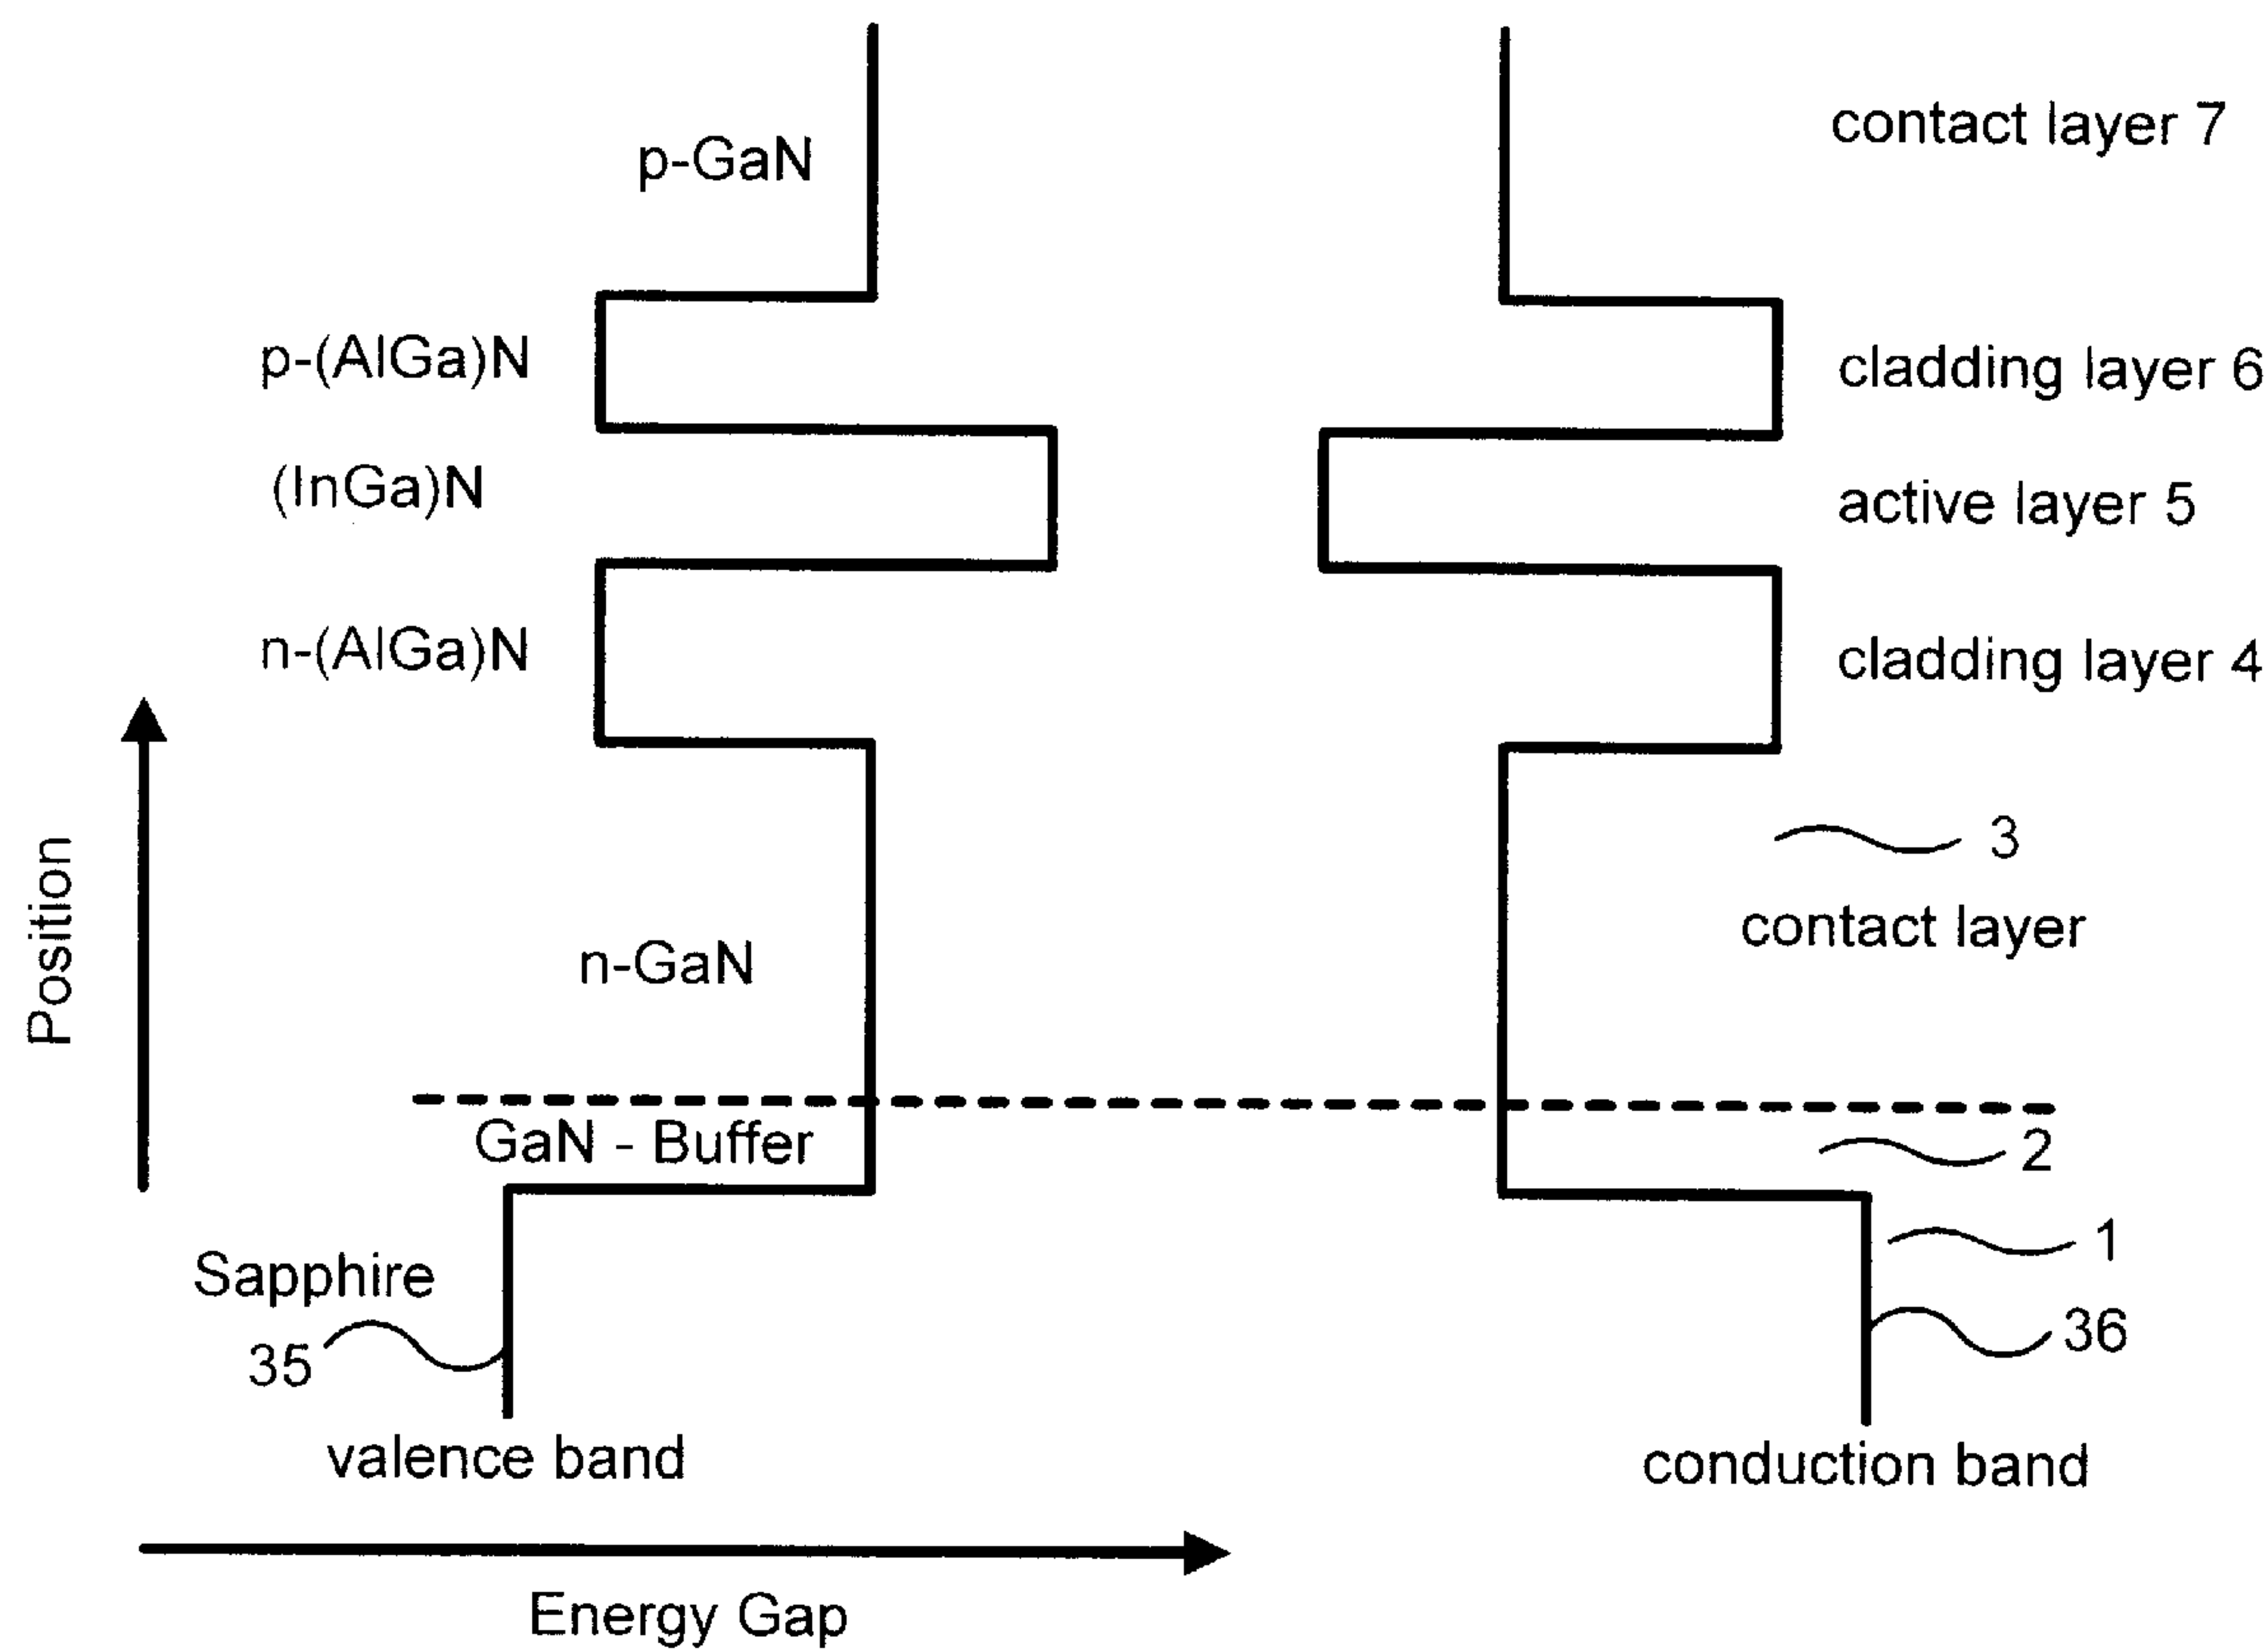 p-GaN
contact layer 7
p-(AlGa)N
cladding layer 6
(InGa)N
active layer 5
n-(AlGa)N
cladding layer 4
3
Position
contact layer
n-GaN
GaN - Buffer
2
1
Sapphire
36
35
valence band
conduction band
Energy Gap